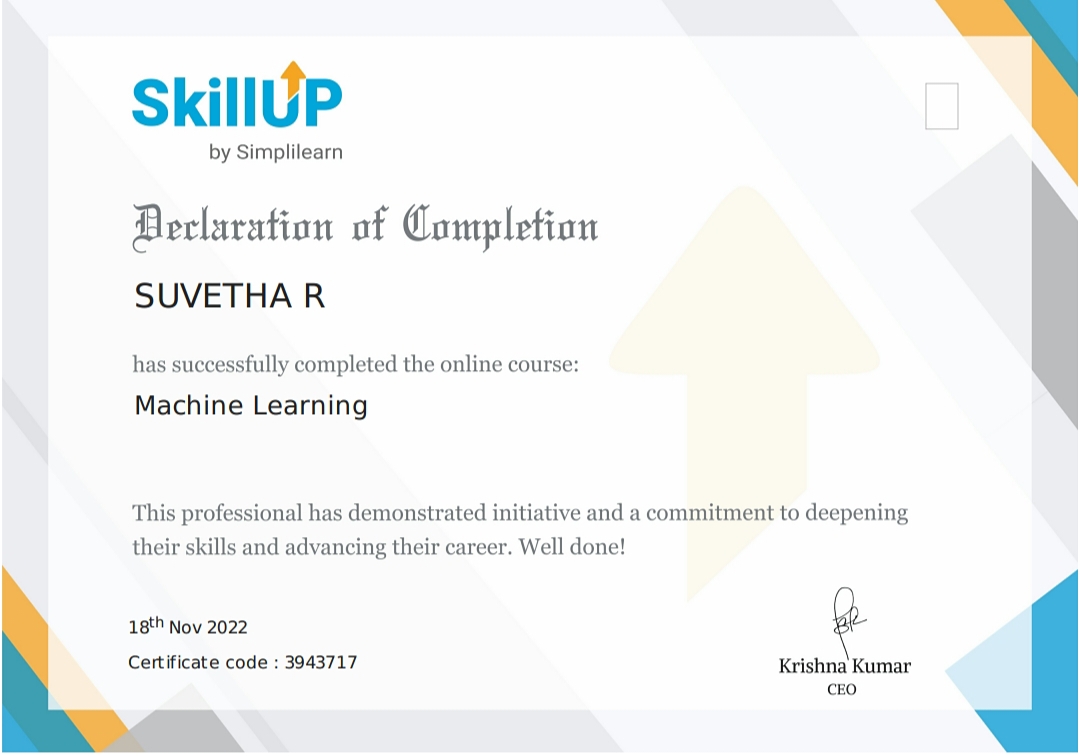 SkillUP
by Simplilearn
Declaration of Completion
SUVETHA R
has successfully completed the online course:
Machine Learning
This professional has demonstrated initiative and a commitment to deepening
their skills and advancing their career. Well done!
18th Nov 2022
Certificate code : 3943717
Krishna Kumar
CEO